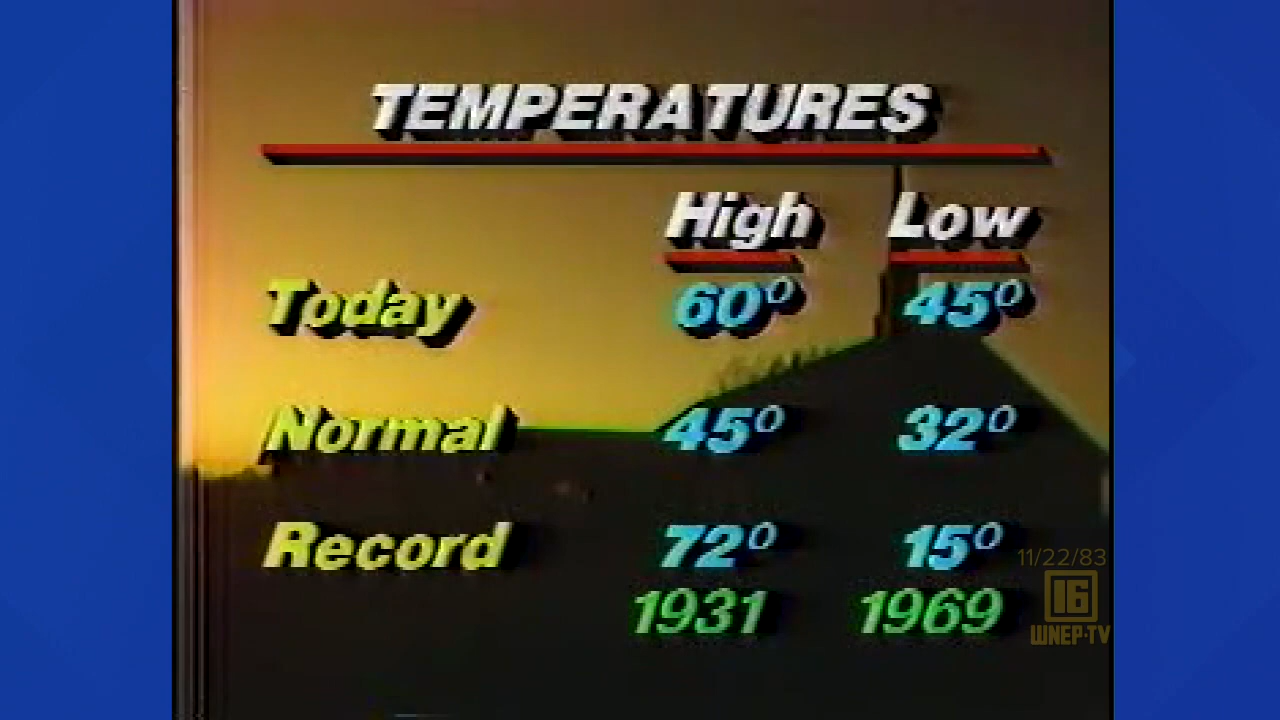 TEMPERATURES
High Low
Today 60° 45°
Normal 45° 32°
Record 72° 15°
1931 1969
11/22/83
16
WNEP-TV